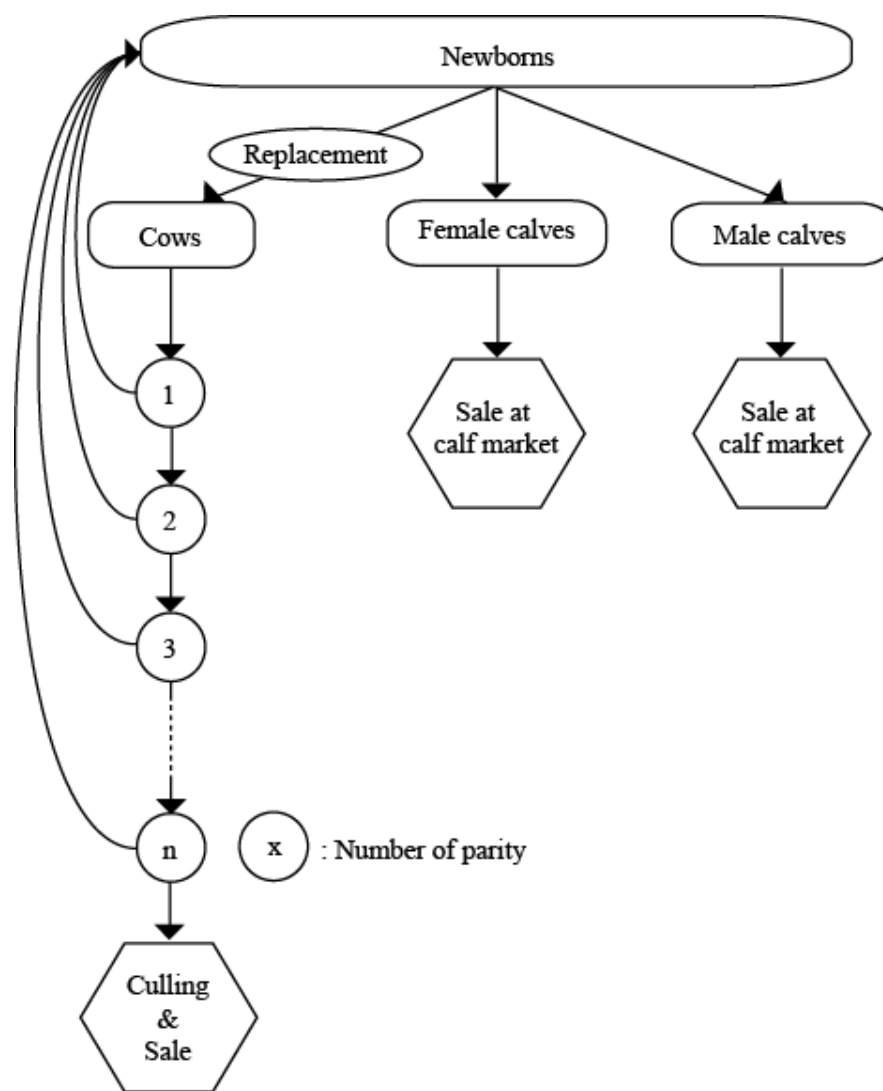 Newborns
Replacement
Cows
Female calves
Male calves
1
Sale at
calf market
Sale at
calf market
2
3
n
x
: Number of parity
Culling
&
Sale